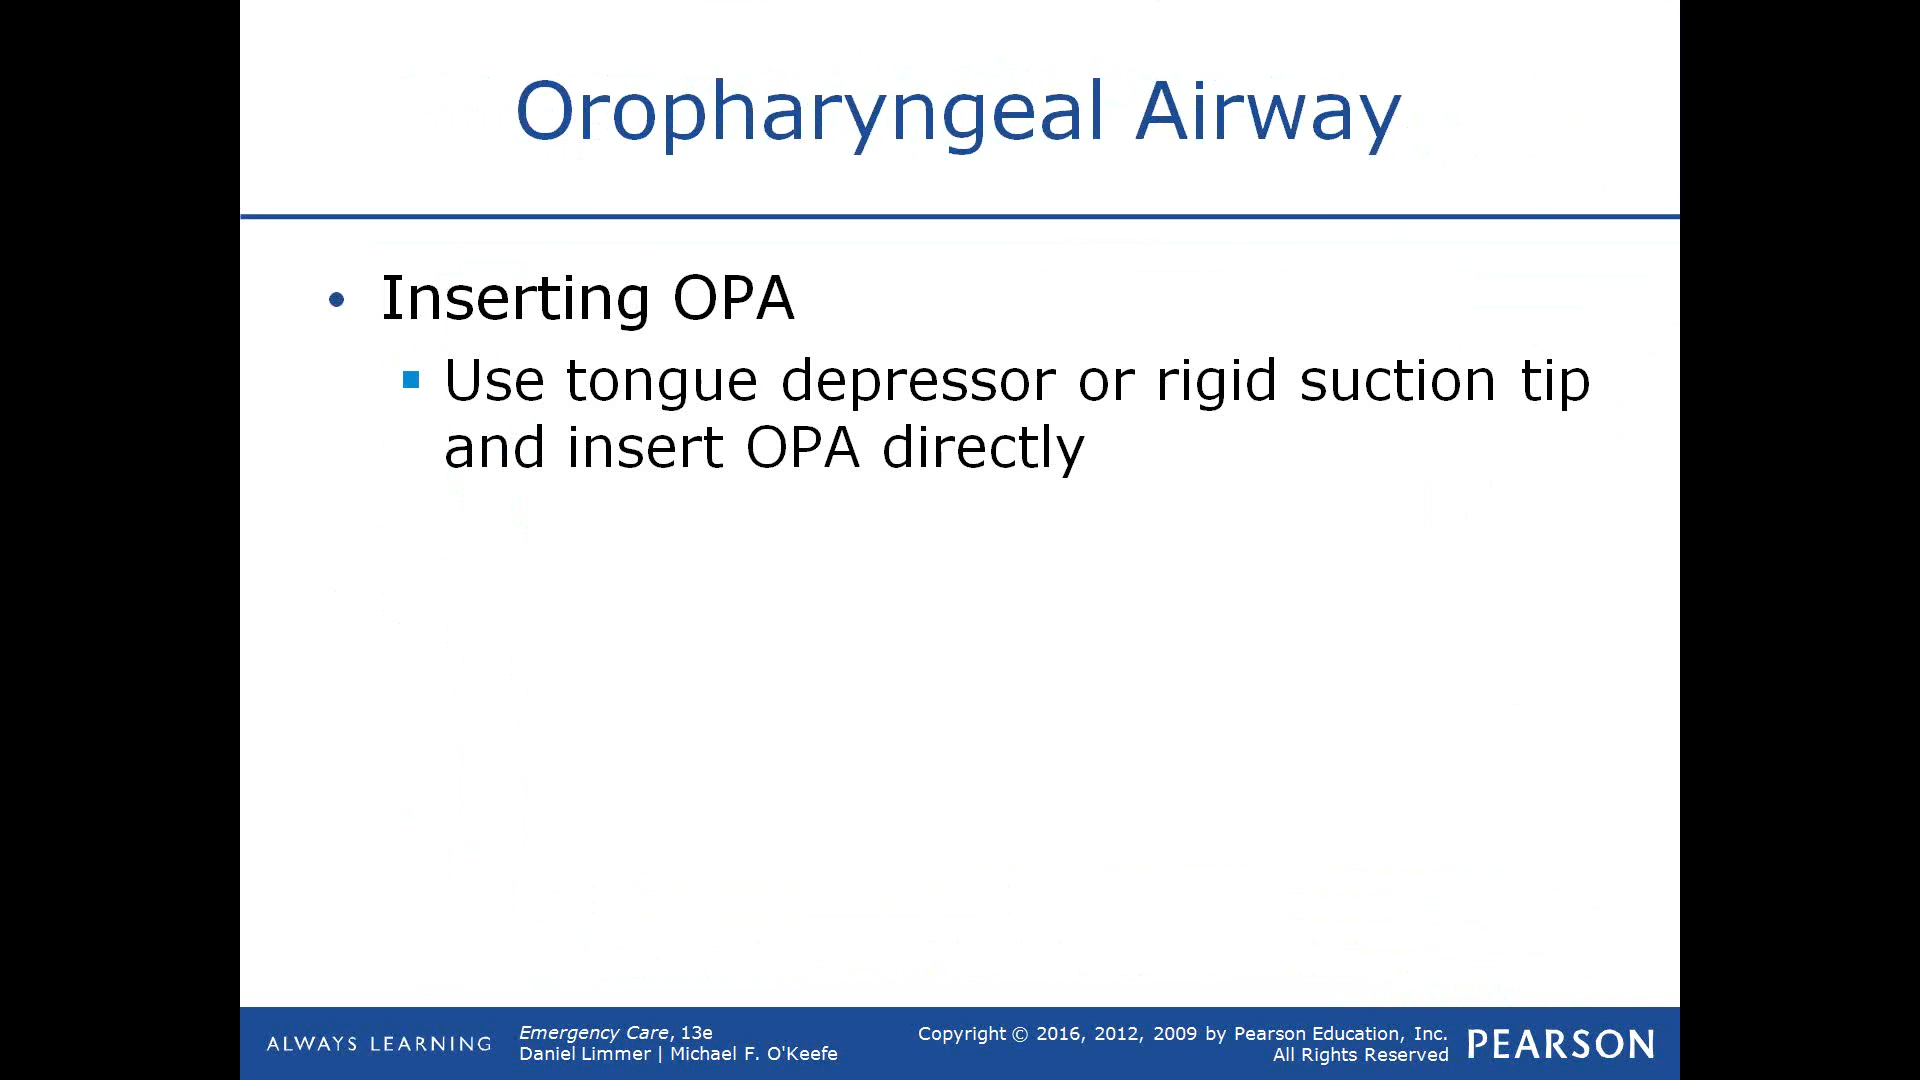 Oropharyngeal Airway
• Inserting OPA
▪ Use tongue depressor or rigid suction tip
and insert OPA directly
ALWAYS LEARNING
Emergency Care, 13e
Daniel Limmer | Michael F. O'Keefe
Copyright © 2016, 2012, 2009 by Pearson Education, Inc.
All Rights Reserved
PEARSON